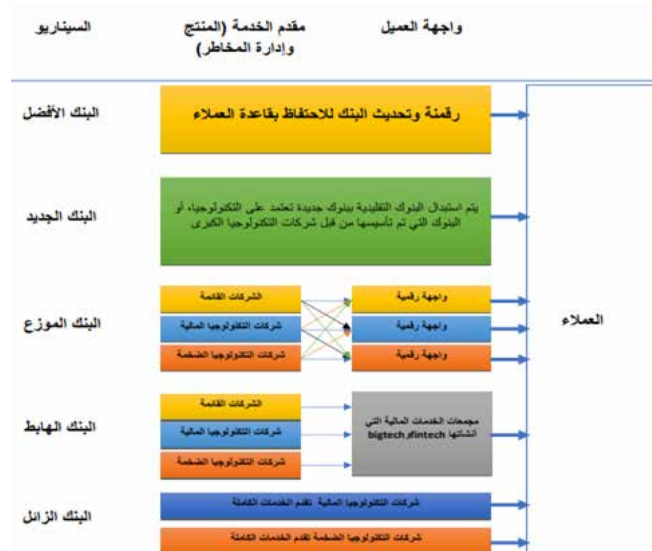 السيناريو
مقدم الخدمة (المنتج
وإدارة المخاطر)
واجهة العميل
البنك الأفضل
رقمنة وتحديث البنك للاحتفاظ بقاعدة العملاء
البنك الجديد
يتم استبدال البنوك التقليدية ببنوك جديدة تعتمد على التكنولوجيا، أو
البنوك التي تم تأسيسها من قبل شركات التكنولوجيا الكبرى
البنك الموزع
الشركات القائمة
واجهة رقمية
شركات التكنولوجيا المالية
واجهة رقمية
شركات التكنولوجيا الضخمة
واجهة رقمية
العملاء
البنك الهابط
الشركات القائمة
شركات التكنولوجيا المالية
شركات التكنولوجيا الضخمة
مجمعات الخدمات المالية التي
أنشأتها fintechوbigtech
البنك الزائل
شركات التكنولوجيا المالية تقدم الخدمات الكاملة
شركات التكنولوجيا الضخمة تقدم الخدمات الكاملة